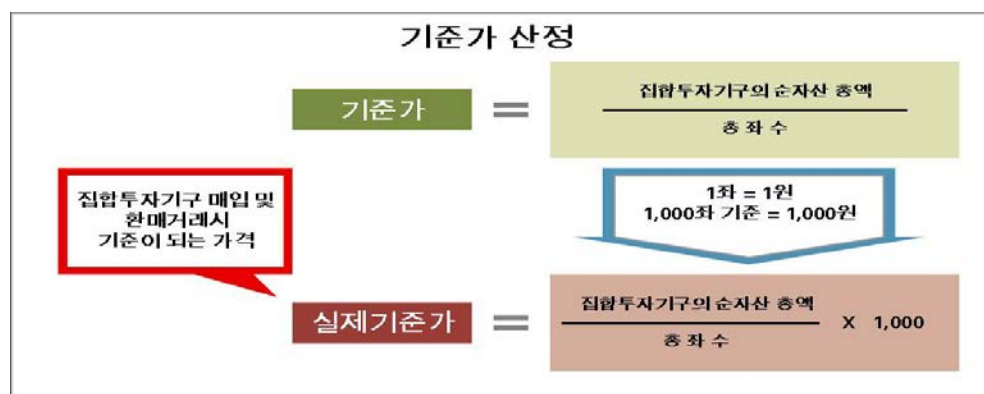 기준가 산정
기준가
=
집합투자기구의 순자산 총액
총 좌 수
집합투자기구 매입 및
환매거래시
기준이 되는 가격
1좌 = 1원
1,000좌 기준 = 1,000원
실제기준가
=
집합투자기구의 순자산 총액
총 좌 수
X 1,000